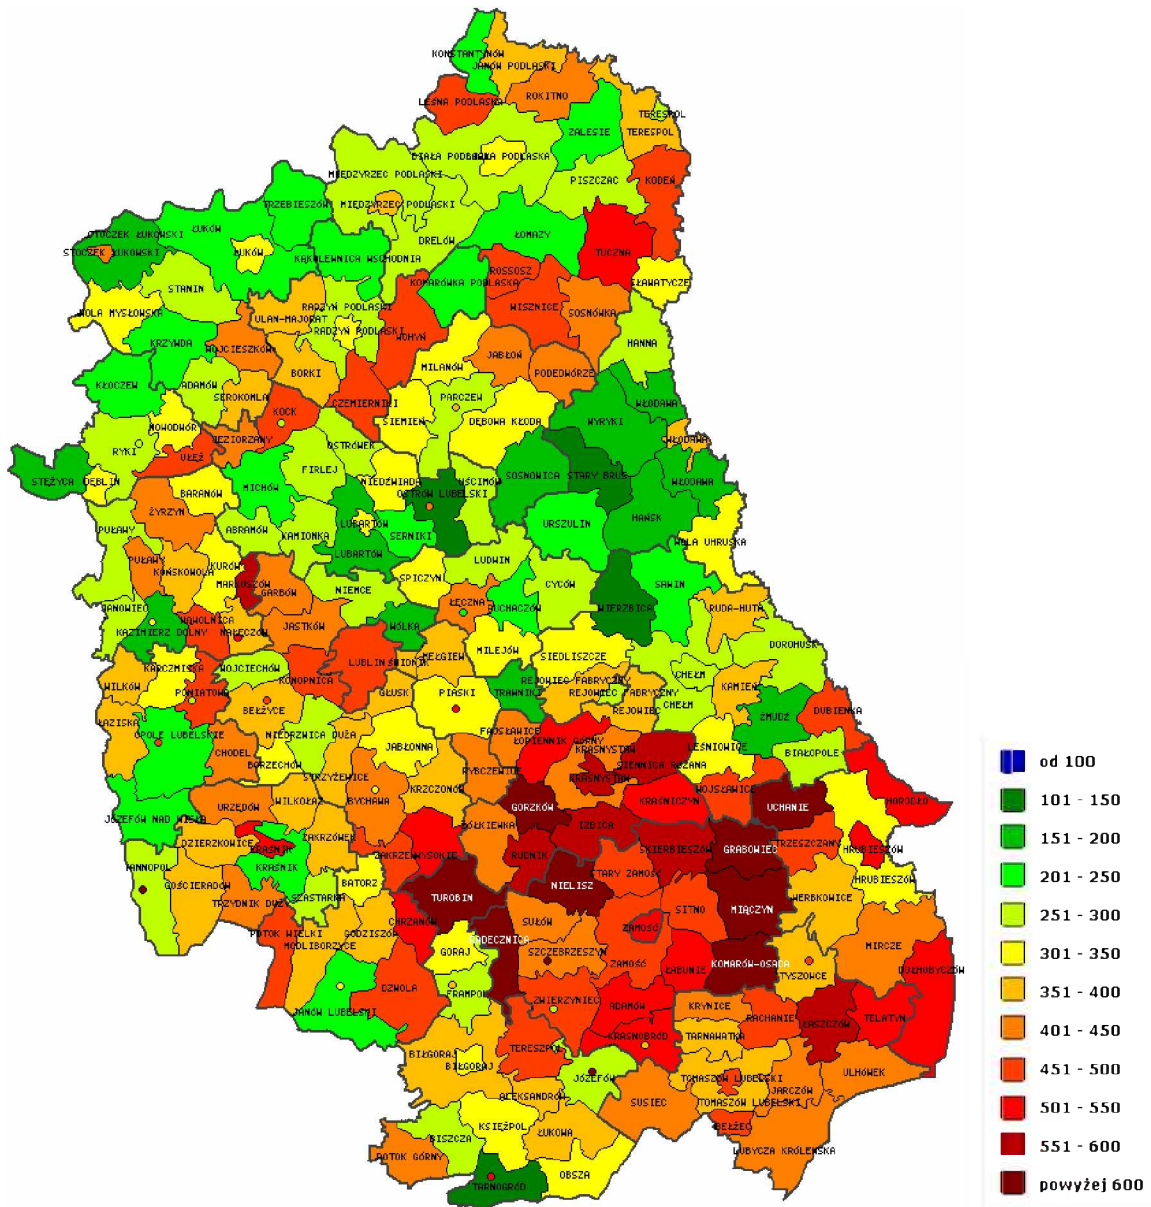 KONSTANTYNÓW
JANÓW PODLASKI
LEŚNA PODLASKA
ROKITNO
TERESPOL
ZALESIE
TERESPOL
BIAŁA PODLASKA
MIĘDZYRZEC PODLASKI
PISZCZAC
KODEŃ
TRZEBIESZÓW
MIĘDZYRZEC PODLASKI
STOCZEK ŁUKOWSKI
ŁUKÓW
DRELÓW
ŁOMAZY
STOCZEK ŁUKOWSKI
ŁUKÓW
KĄKOLEWNICA WSCHODNIA
TUCZNA
ROSSOSZ
STANIN
KOMARÓWKA PODLASKA
SŁAWATYCZE
WOLA MYSŁOWSKA
ULAN-MAJORAT
RADZYŃ PODLASKI
WISZNICE
SOSNÓWKA
RADZYŃ PODLASKI
WOHYŃ
KRZYWDA
WOJCIESZKÓW
HANNA
JABŁOŃ
MILANÓW
PODEDWÓRZE
KŁOCZEW
ADAMÓW
BORKI
SEROKOMLA
PARCZEW
CZEMIERNIKI
WŁODAWA
KOCK
SIEMIEŃ
DĘBOWA KŁODA
WYRYKI
NOWODWÓR
JEZIORZANY
WŁODAWA
RYKI
UŁĘŻ
OSTRÓWEK
FIRLEJ
SOSNOWICA
STARY BRUS
STĘŻYCA
DĘBLIN
MICHÓW
NIEDŹWIADA
USCIMÓW
WŁODAWA
BARANÓW
OSTRÓW LUBELSKI
ŻYRZYN
LUBARTÓW
URSZULIN
HAŃSK
PUŁAWY
ABRAMÓW
KAMIONKA
SERNIKI
WOLA UHRUSKA
LUBARTÓW
PUŁAWY
KURÓW
LUDWIN
KOŃSKOWOLA
MARKUSZÓW
SPICZYN
CYCÓW
SAWIN
GARBÓW
NIEMCE
JANOWIEC
ŁĘCZNA
PUCHACZÓW
WIERZBICA
RUDA-HUTA
WĄWOLNICA
KAZIMIERZ DOLNY
NAŁĘCZÓW
JASTKÓW
WÓLKA
DOROHUSK
MEŁGIEW
MILEJÓW
SIEDLISZCZE
KARCZMISKA
WOJCIECHÓW
LUBLIN
ŚWIDNIK
CHEŁM
WILKÓW
KONOPNICA
REJOWIEC FABRYCZNY
KAMIEŃ
PONIATOWA
GŁUSK
PIASKI
TRAWNIKI
REJOWIEC FABRYCZNY
CHEŁM
BEŁŻYCE
REJOWIEC
DUBIENKA
ŁAZISKA
ŻMUDŹ
OPOLE LUBELSKIE
NIEDRZWICA DUŻA
FAJSŁAWICE
ŁOPIENNIK GÓRNY
CHODEL
JABŁONNA
KRASNYSTAW
LEŚNIOWICE
BIAŁOPOLE
BORZECHÓW
SIENNICA RÓŻANA
STRZYŻEWICE
RYBCZEWICE
KRASNYSTAW
KRZCZONÓW
WOJSŁAWICE
URZĘDÓW
WILKOŁAZ
BYCHAWA
GORZKÓW
KRAŚNICZYN
UCHANIE
HORODŁO
JÓZEFÓW NAD WISŁĄ
ŻÓŁKIEWKA
IZBICA
DZIERZKOWICE
ZAKRZÓWEK
TRZESZCZANY
KRAŚNIK
ZAKRZEW
WYSOKIE
RUDNIK
SKIERBIESZÓW
GRABOWIEC
HRUBIESZÓW
ANNOPOL
KRAŚNIK
STARY ZAMOŚĆ
GOŚCIERADÓW
BATORZ
NIELISZ
HRUBIESZÓW
SZASTARKA
TUROBIN
WERBKOWICE
TRZYDNIK DUŻY
SITNO
MIĄCZYN
CHRZANÓW
SUŁÓW
POTOK WIELKI
GODZISZÓW
ZAMOŚĆ
MODLIBORZYCE
RADECZNICA
MIRCZE
GORAJ
SZCZEBRZESZYN
ZAMOŚĆ
ŁABUNIE
KOMARÓW-OSADA
DOŁHOBYCZÓW
TYSZOWCE
DZWOLA
FRAMPOL
ZWIERZYNIEC
ADAMÓW
KRYNICE
JANÓW LUBELSKI
RACHANIE
ŁASZCZÓW
TELATYN
KRASNOBRÓD
TARNAWATKA
BIŁGORAJ
TERESZPOL
BIŁGORAJ
JÓZEFÓW
TOMASZÓW LUBELSKI
ULHÓWEK
JARCZÓW
ALEKSANDRÓW
SUSIEC
TOMASZÓW LUBELSKI
KSIĘŻPOL
BEŁŻEC
BISZCZA
ŁUKOWA
LUBYCZA KRÓLEWSKA
POTOK GÓRNY
OBSZA
TARNOGRÓD
od 100
101 - 150
151 - 200
201 - 250
251 - 300
301 - 350
351 - 400
401 - 450
451 - 500
501 - 550
551 - 600
powyżej 600